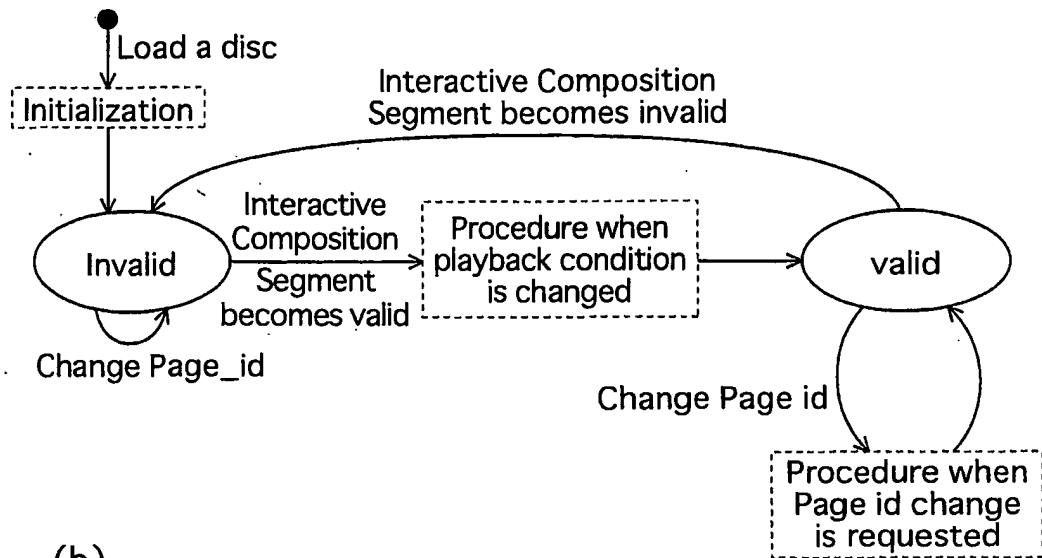 Load a disc
Initialization
Interactive Composition
Segment becomes invalid
Invalid
Interactive
Composition
Segment
becomes valid
Procedure when
playback condition
is changed
valid
Change Page_id
Change Page id
Procedure when
Page id change
is requested
(b)